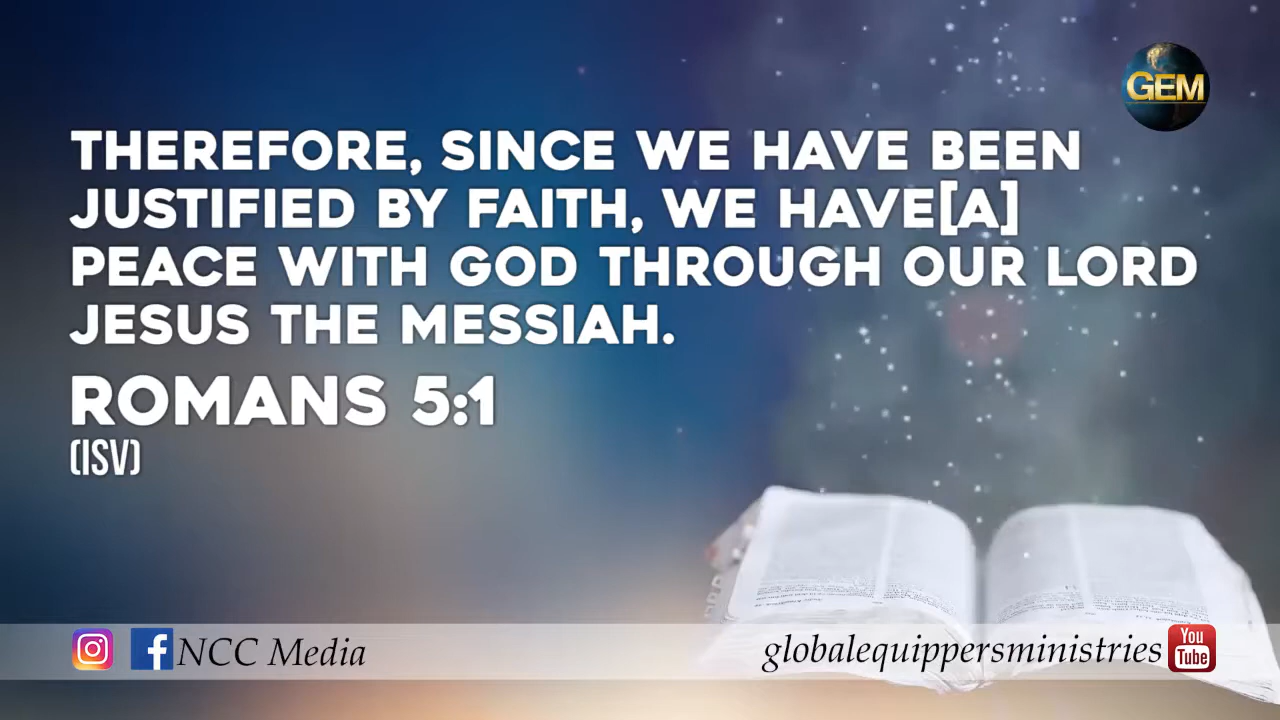 GEM
THEREFORE, SINCE WE HAVE BEEN
JUSTIFIED BY FAITH, WE HAVE[A]
PEACE WITH GOD THROUGH OUR LORD
JESUS THE MESSIAH.
ROMANS 5:1
(ISV)
NCC Media
globalequippersministries
You
Tube